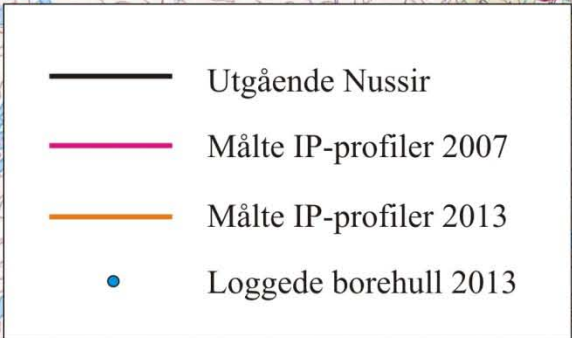 Utgående Nussir
Målte IP-profiler 2007
Målte IP-profiler 2013
Loggede borehull 2013